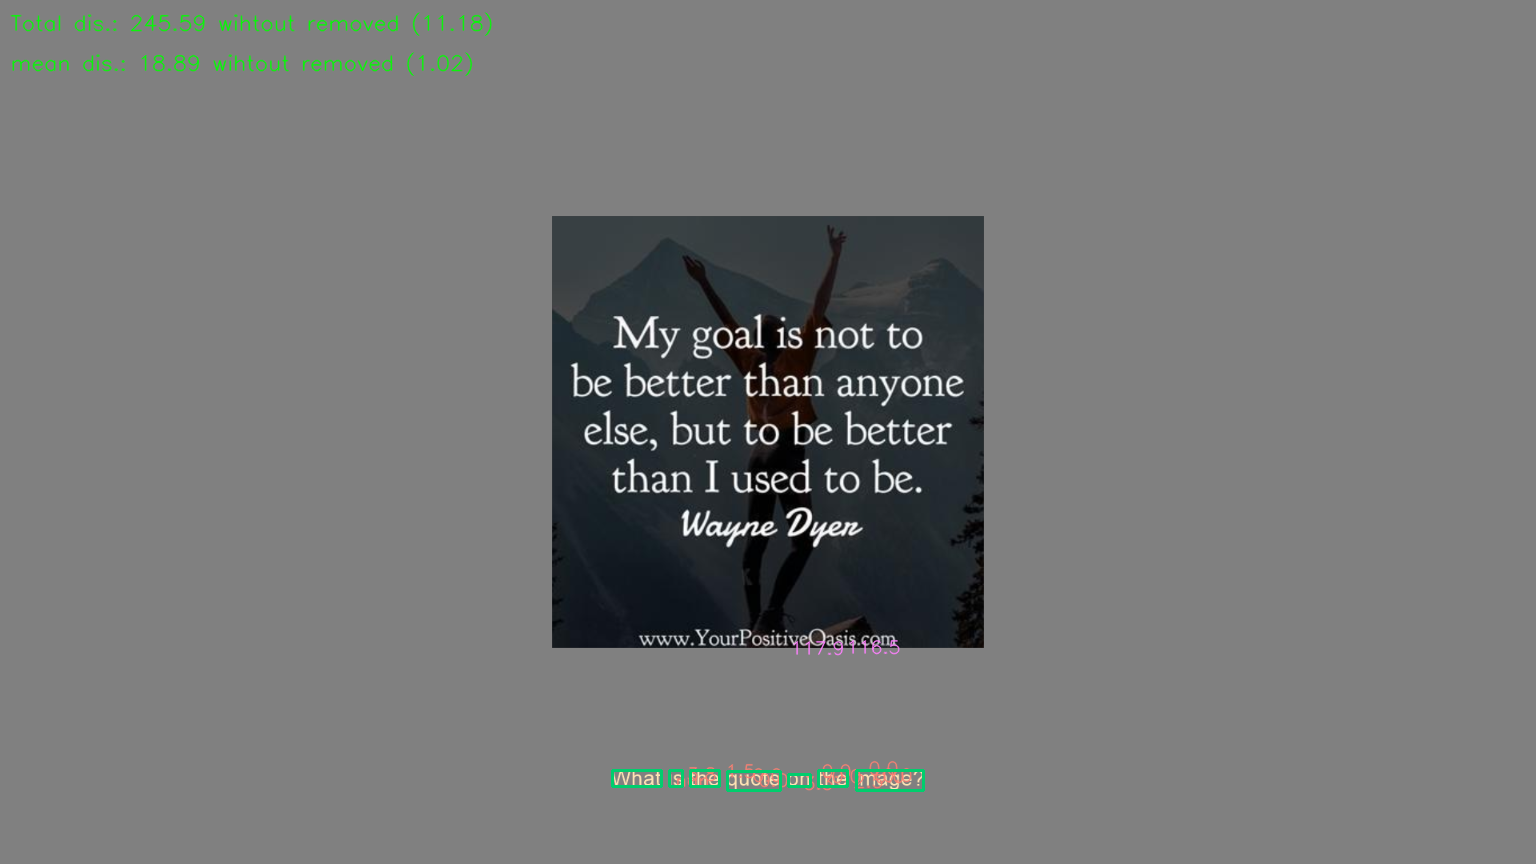 Total dis.: 245.59 wihtout removed (11.18)
mean dis.: 18.89 wihtout removed (1.02)
My goal is not to
be better than anyone
else, but to be better
than I used to be.
Wayne Dyer
www.YourPositiveOasis.com
117.9 116.5
What is the quote on the image?